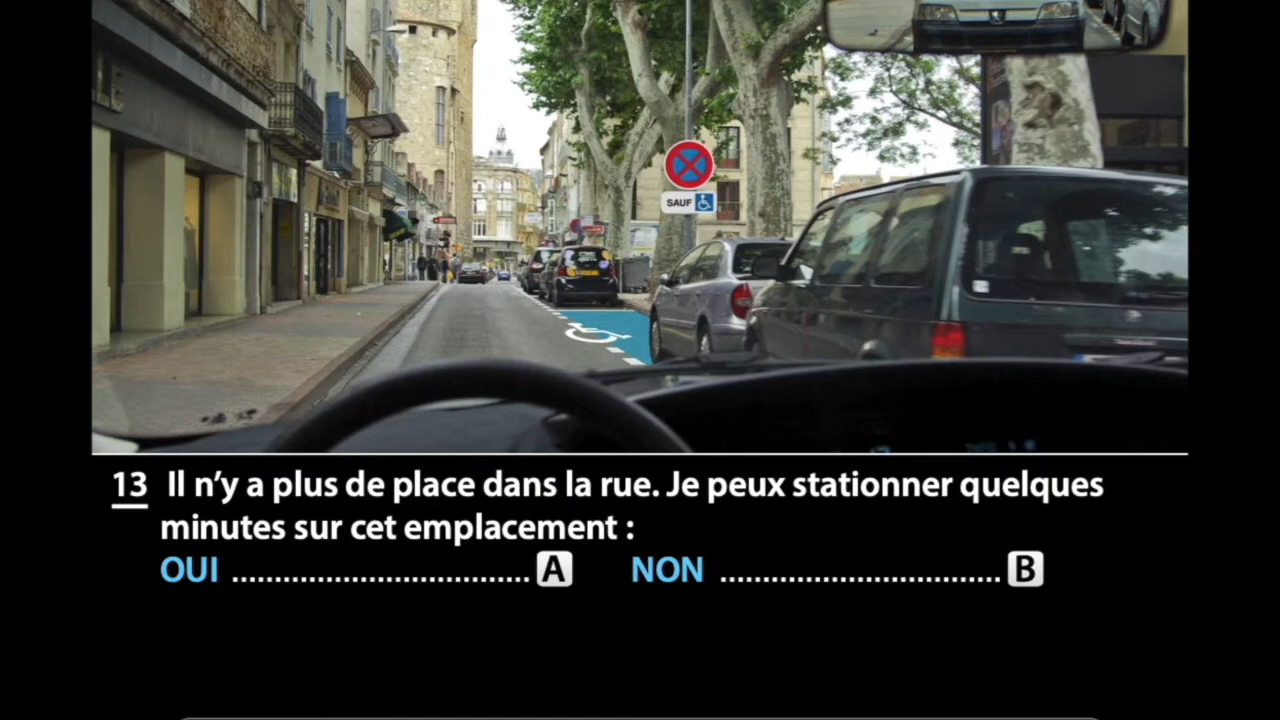 SAUF
13 Il n'y a plus de place dans la rue. Je peux stationner quelques
minutes sur cet emplacement :
OUI .................................. A NON ................................ B